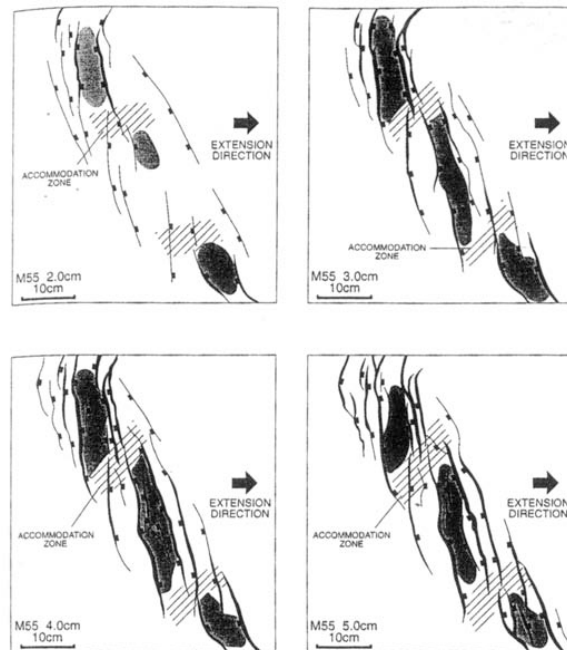 EXTENSION
DIRECTION
ACCOMMODATION
ZONE
M55 2.0cm
10cm
EXTENSION
DIRECTION
ACCOMMODATION
ZONE
M55 3.0cm
10cm
EXTENSION
DIRECTION
ACCOMMODATION
ZONE
M55 4.0cm
10cm
EXTENSION
DIRECTION
ACCOMMODATION
ZONE
M55 5.0cm
10cm